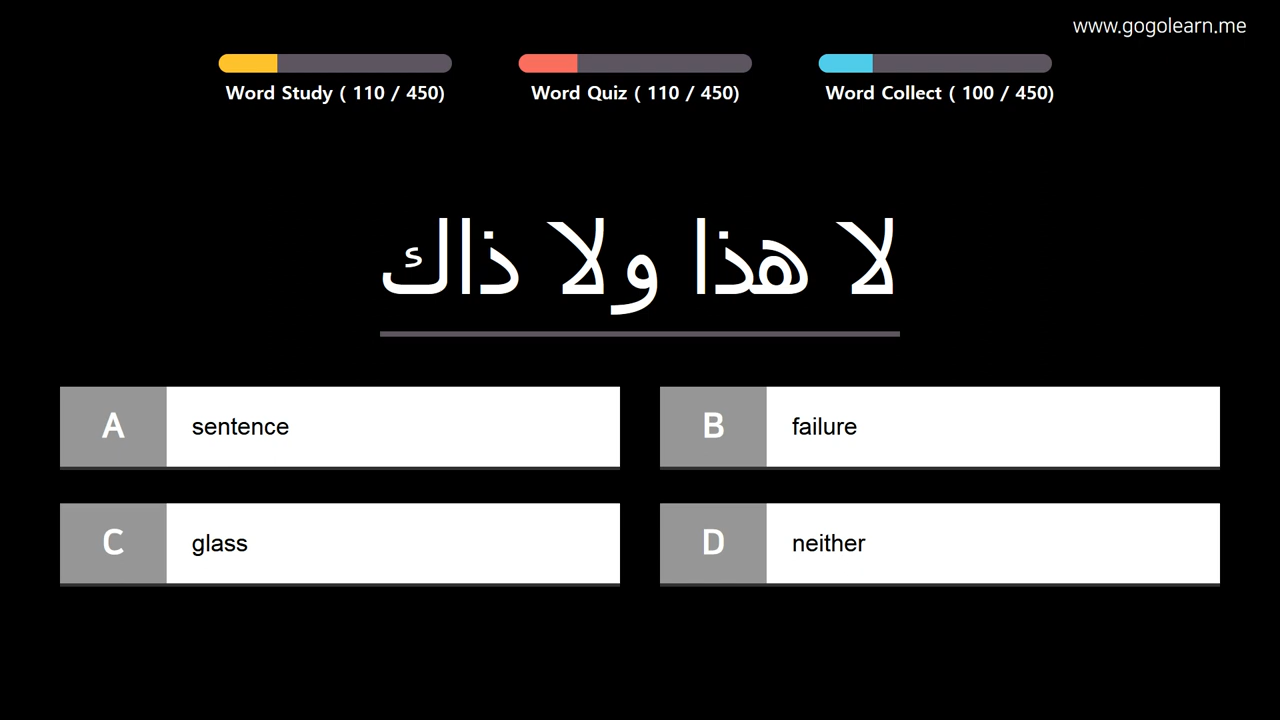 www.gogolearn.me
Word Study ( 110 / 450)
Word Quiz ( 110 / 450)
Word Collect ( 100 / 450)
لا هذا ولا ذاك
A sentence
B failure
C glass
D neither